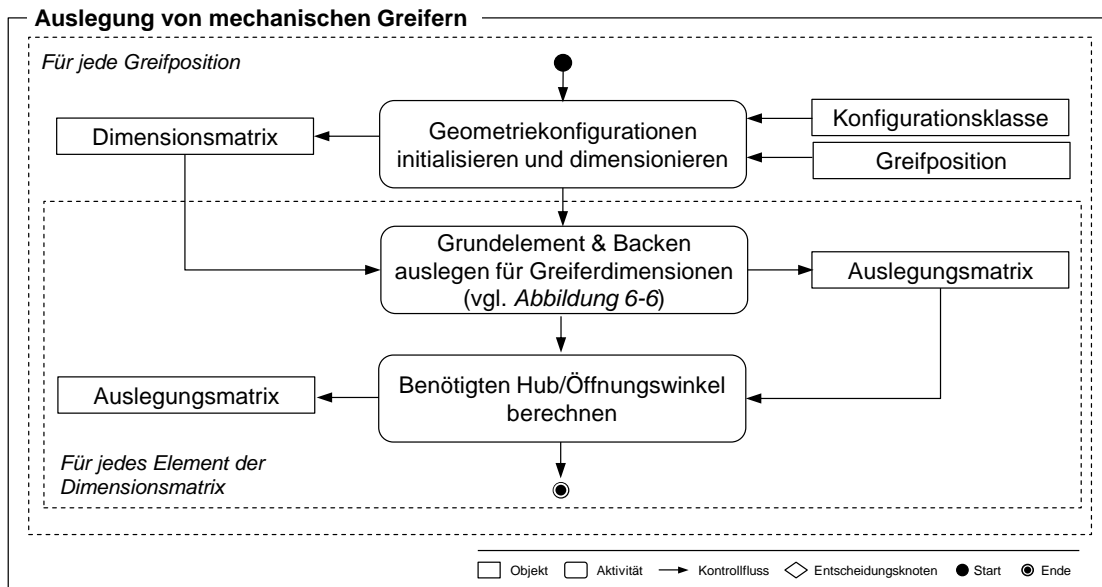 Auslegung von mechanischen Greifern
Für jede Greifposition
Dimensionsmatrix
Geometriekonfigurationen
initialisieren und dimensionieren
Konfigurationsklasse
Greifposition
Grundelement & Backen
auslegen für Greiferdimensionen
(vgl. Abbildung 6-6)
Auslegungsmatrix
Auslegungsmatrix
Benötigten Hub/Öffnungswinkel
berechnen
Für jedes Element der
Dimensionsmatrix
Objekt Aktivität Kontrollfluss Entscheidungsknoten Start Ende